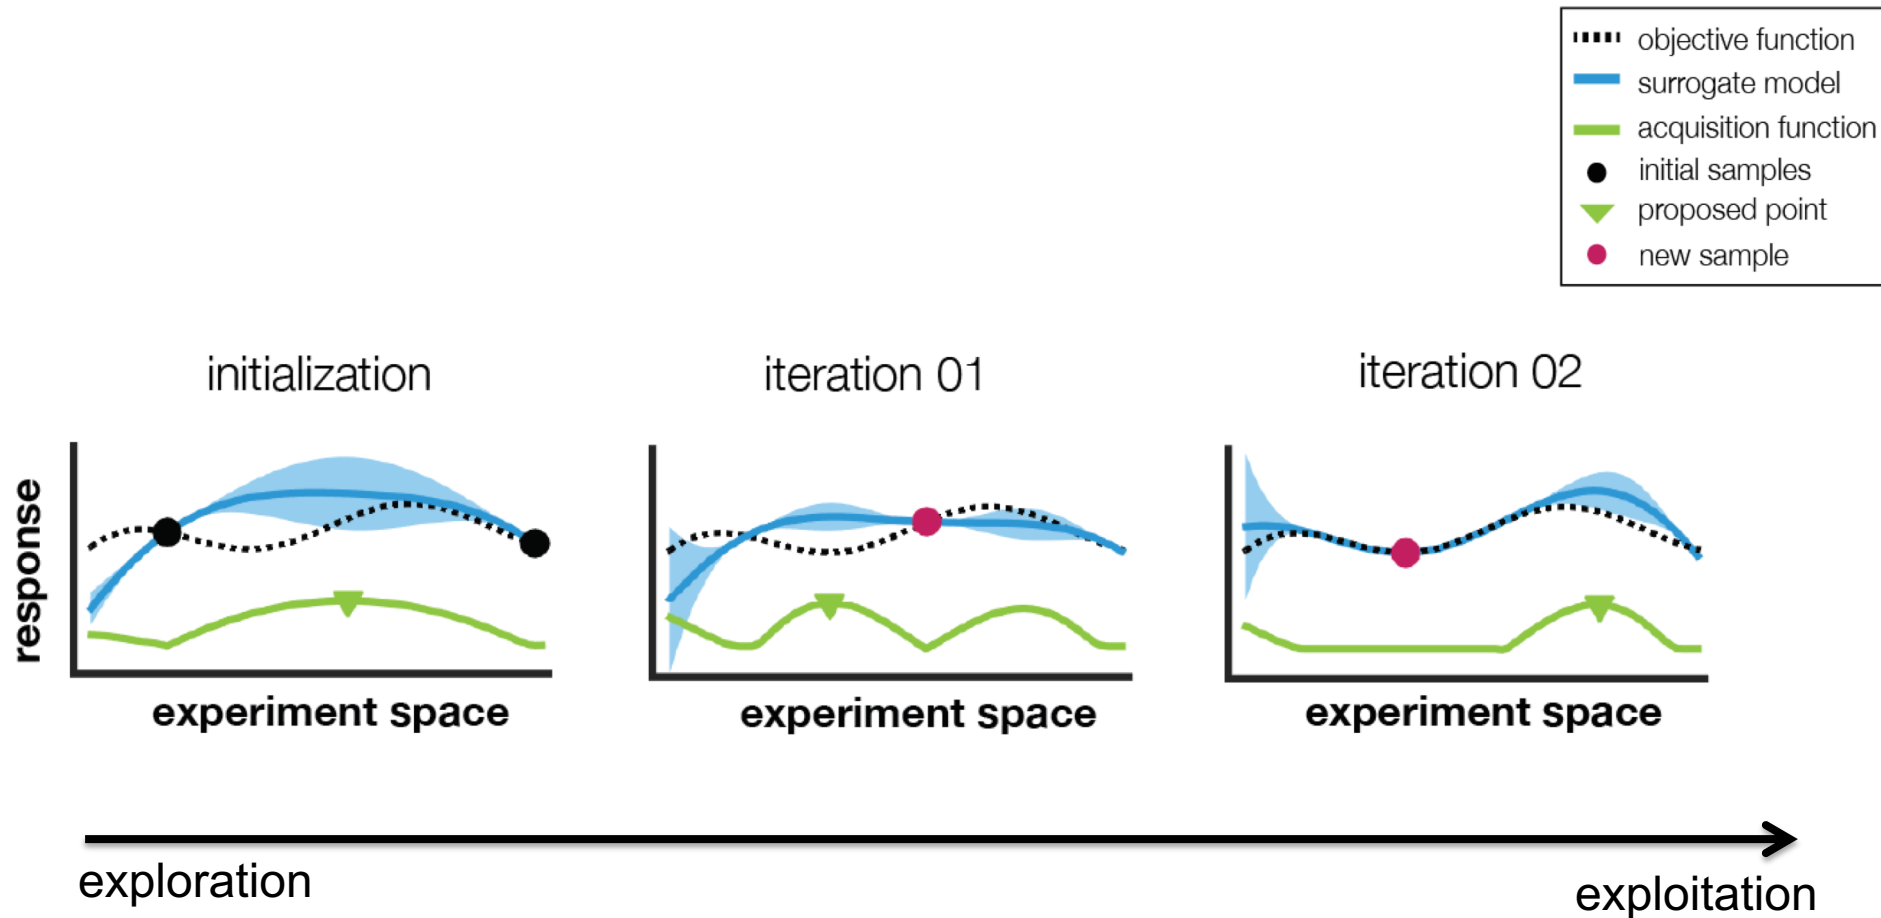 objective function
surrogate model
acquisition function
initial samples
proposed point
new sample
initialization
iteration 01
iteration 02
response
experiment space
experiment space
experiment space
exploration
exploitation